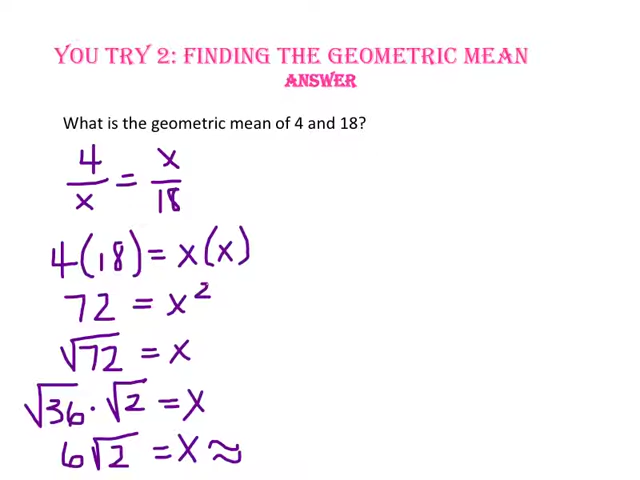 YOU TRY 2: FINDING THE GEOMETRIC MEAN
ANSWER
What is the geometric mean of 4 and 18?
4/x = x/18
4(18) = x(x)
72 = x²
√72 = x
√36 · √2 = x
6√2 = x ≈